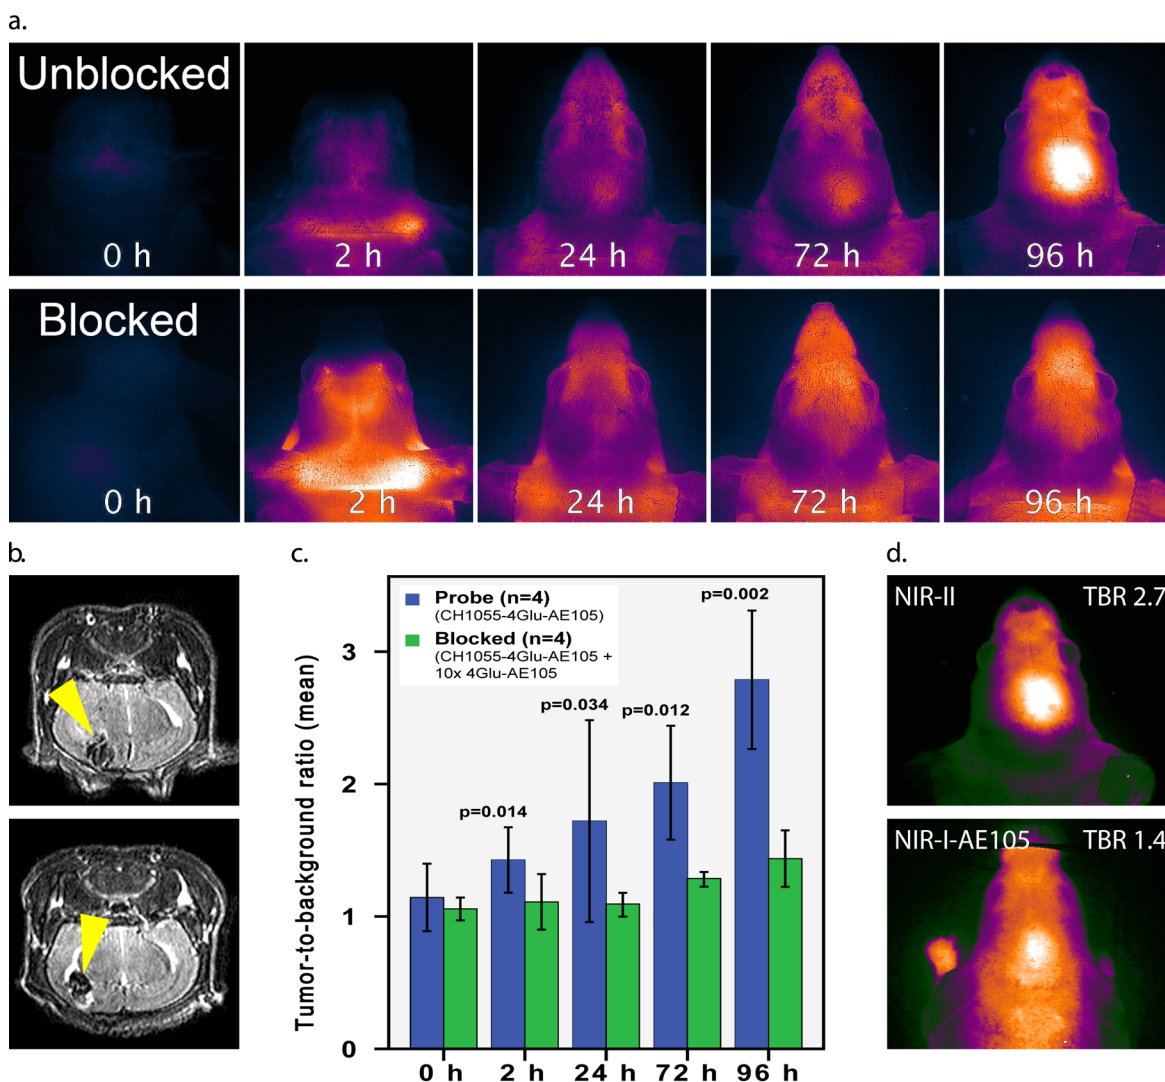 a.
Unblocked
0 h
2 h
24 h
72 h
96 h
Blocked
0 h
2 h
24 h
72 h
96 h
b.
c.
Tumor-to-background ratio (mean)
3
2
1
0
Probe (n=4)
(CH1055-4Glu-AE105)
Blocked (n=4)
(CH1055-4Glu-AE105 +
10x 4Glu-AE105
p=0.014
p=0.034
p=0.012
p=0.002
0 h
2 h
24 h
72 h
96 h
d.
NIR-II
TBR 2.7
NIR-I-AE105
TBR 1.4